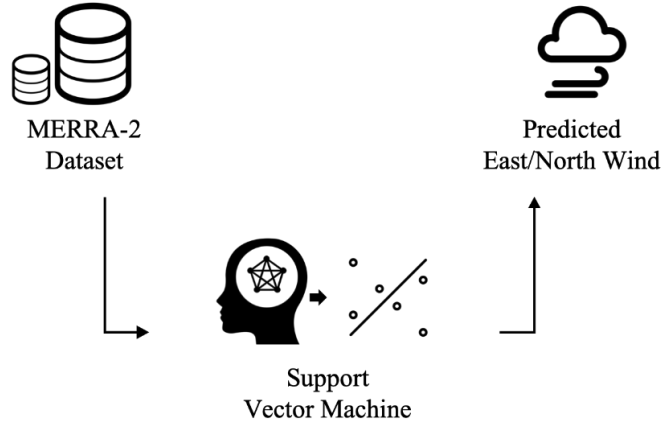 MERRA-2
Dataset
Predicted
East/North Wind
Support
Vector Machine